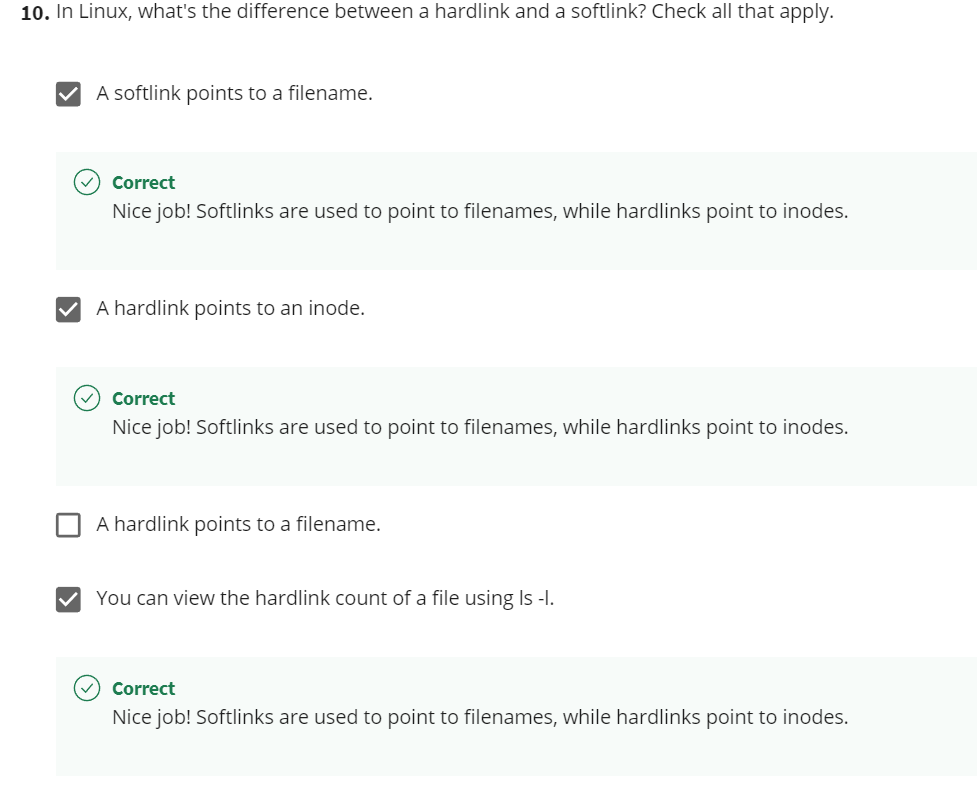 10. In Linux, what's the difference between a hardlink and a softlink? Check all that apply.
A softlink points to a filename.
Correct
Nice job! Softlinks are used to point to filenames, while hardlinks point to inodes.
A hardlink points to an inode.
Correct
Nice job! Softlinks are used to point to filenames, while hardlinks point to inodes.
A hardlink points to a filename.
You can view the hardlink count of a file using ls -l.
Correct
Nice job! Softlinks are used to point to filenames, while hardlinks point to inodes.